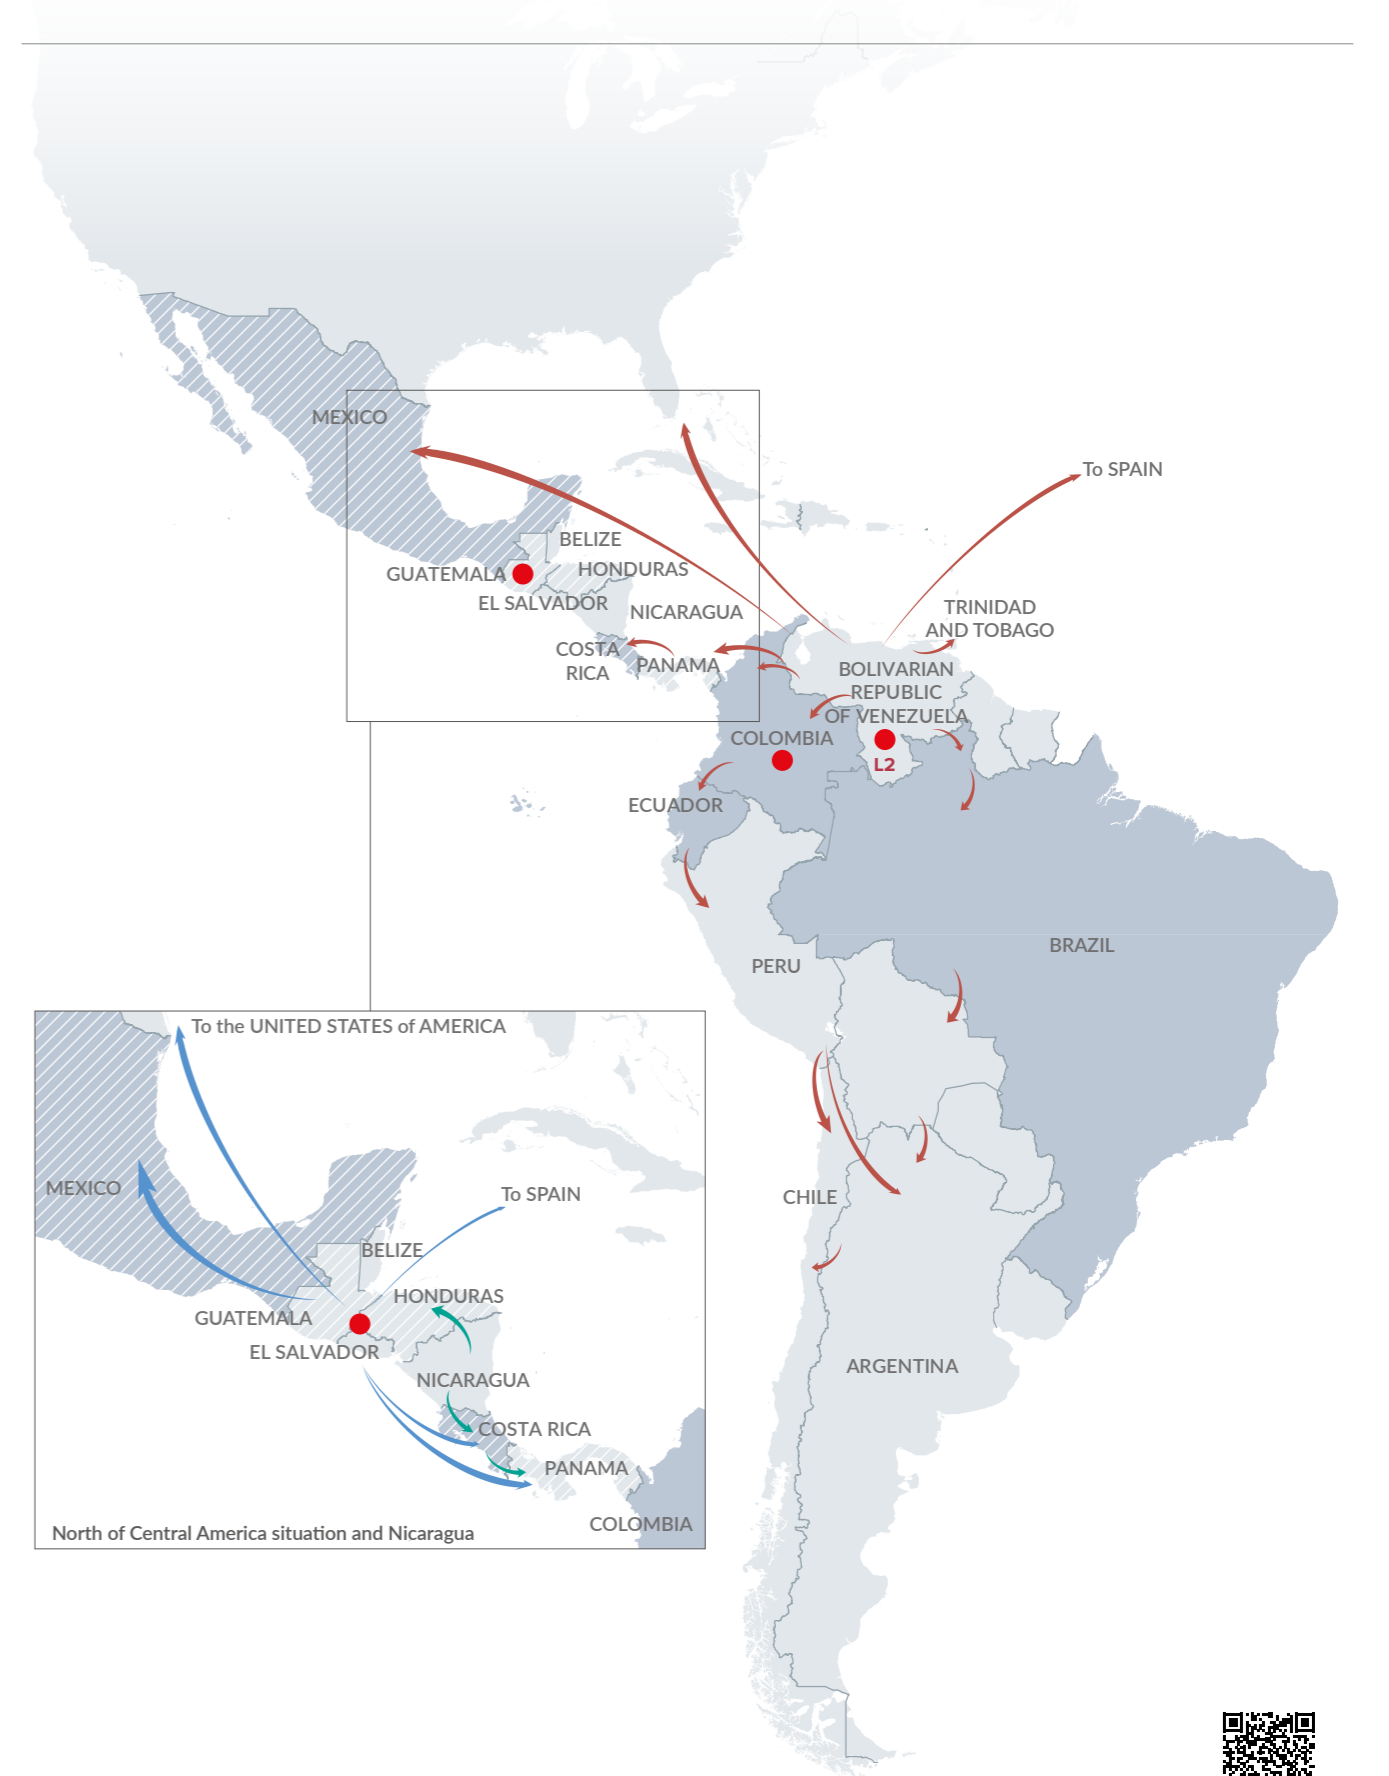 MEXICO
To SPAIN
BELIZE
HONDURAS
GUATEMALA
EL SALVADOR
NICARAGUA
TRINIDAD
AND TOBAGO
COSTA
RICA
PANAMA
BOLIVARIAN
REPUBLIC
OF VENEZUELA
COLOMBIA
L2
ECUADOR
BRAZIL
PERU
CHILE
ARGENTINA
To the UNITED STATES of AMERICA
MEXICO
To SPAIN
BELIZE
HONDURAS
GUATEMALA
EL SALVADOR
NICARAGUA
COSTA RICA
PANAMA
COLOMBIA
North of Central America situation and Nicaragua